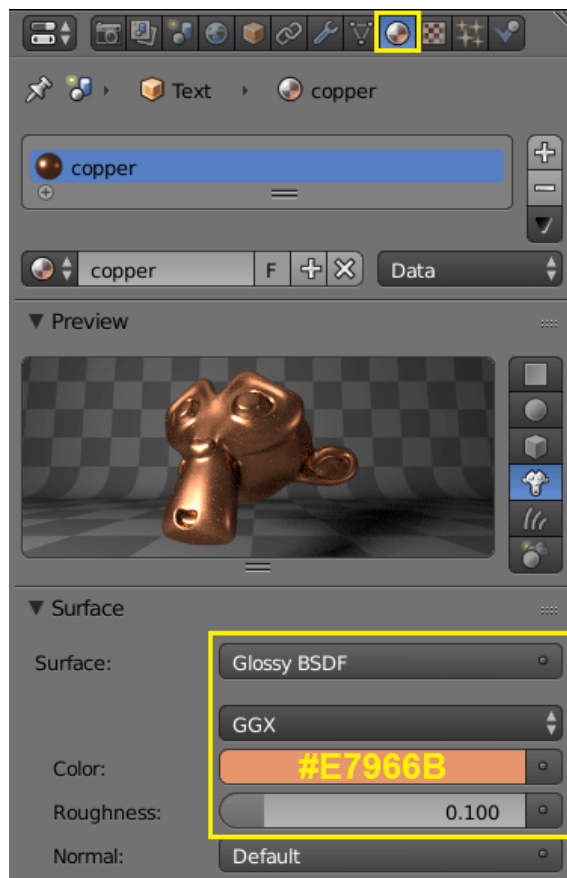 Text copper
copper
copper F Data
Preview
Surface
Surface: Glossy BSDF
GGX
Color: #E7966B
Roughness: 0.100
Normal: Default